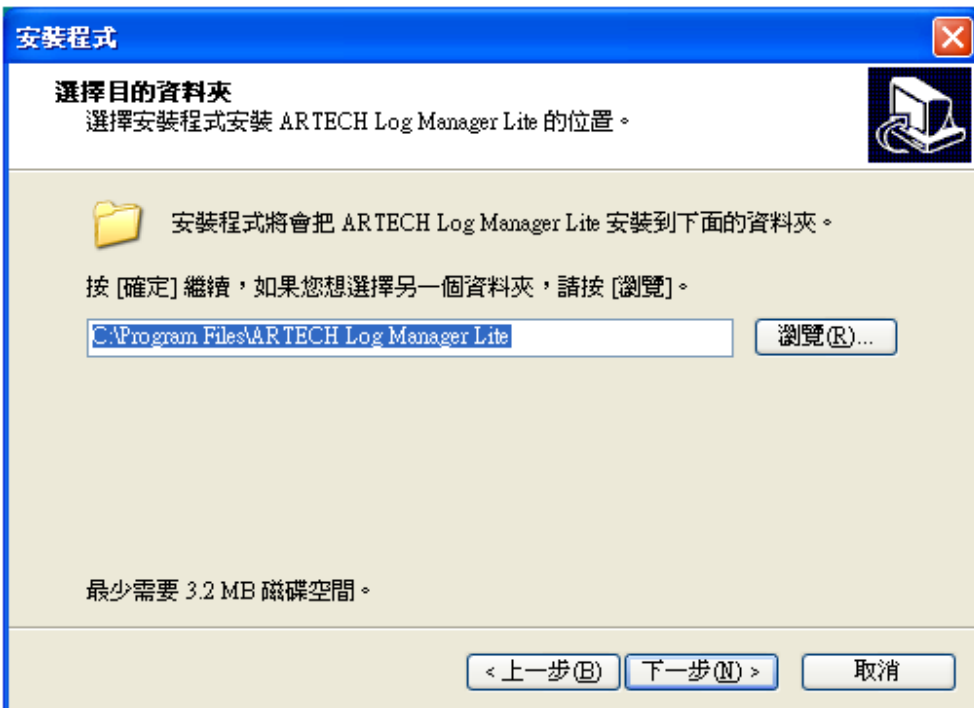 安裝程式
選擇目的資料夾
選擇安裝程式安裝 ARTECH Log Manager Lite 的位置。
安裝程式將會把 ARTECH Log Manager Lite 安裝到下面的資料夾。
按 [確定] 繼續，如果您想選擇另一個資料夾，請按 [瀏覽]。
C:\Program Files\ARTECH Log Manager Lite
瀏覽(R)...
最少需要 3.2 MB 磁碟空間。
<上一步(B) 下一步(N)> 取消